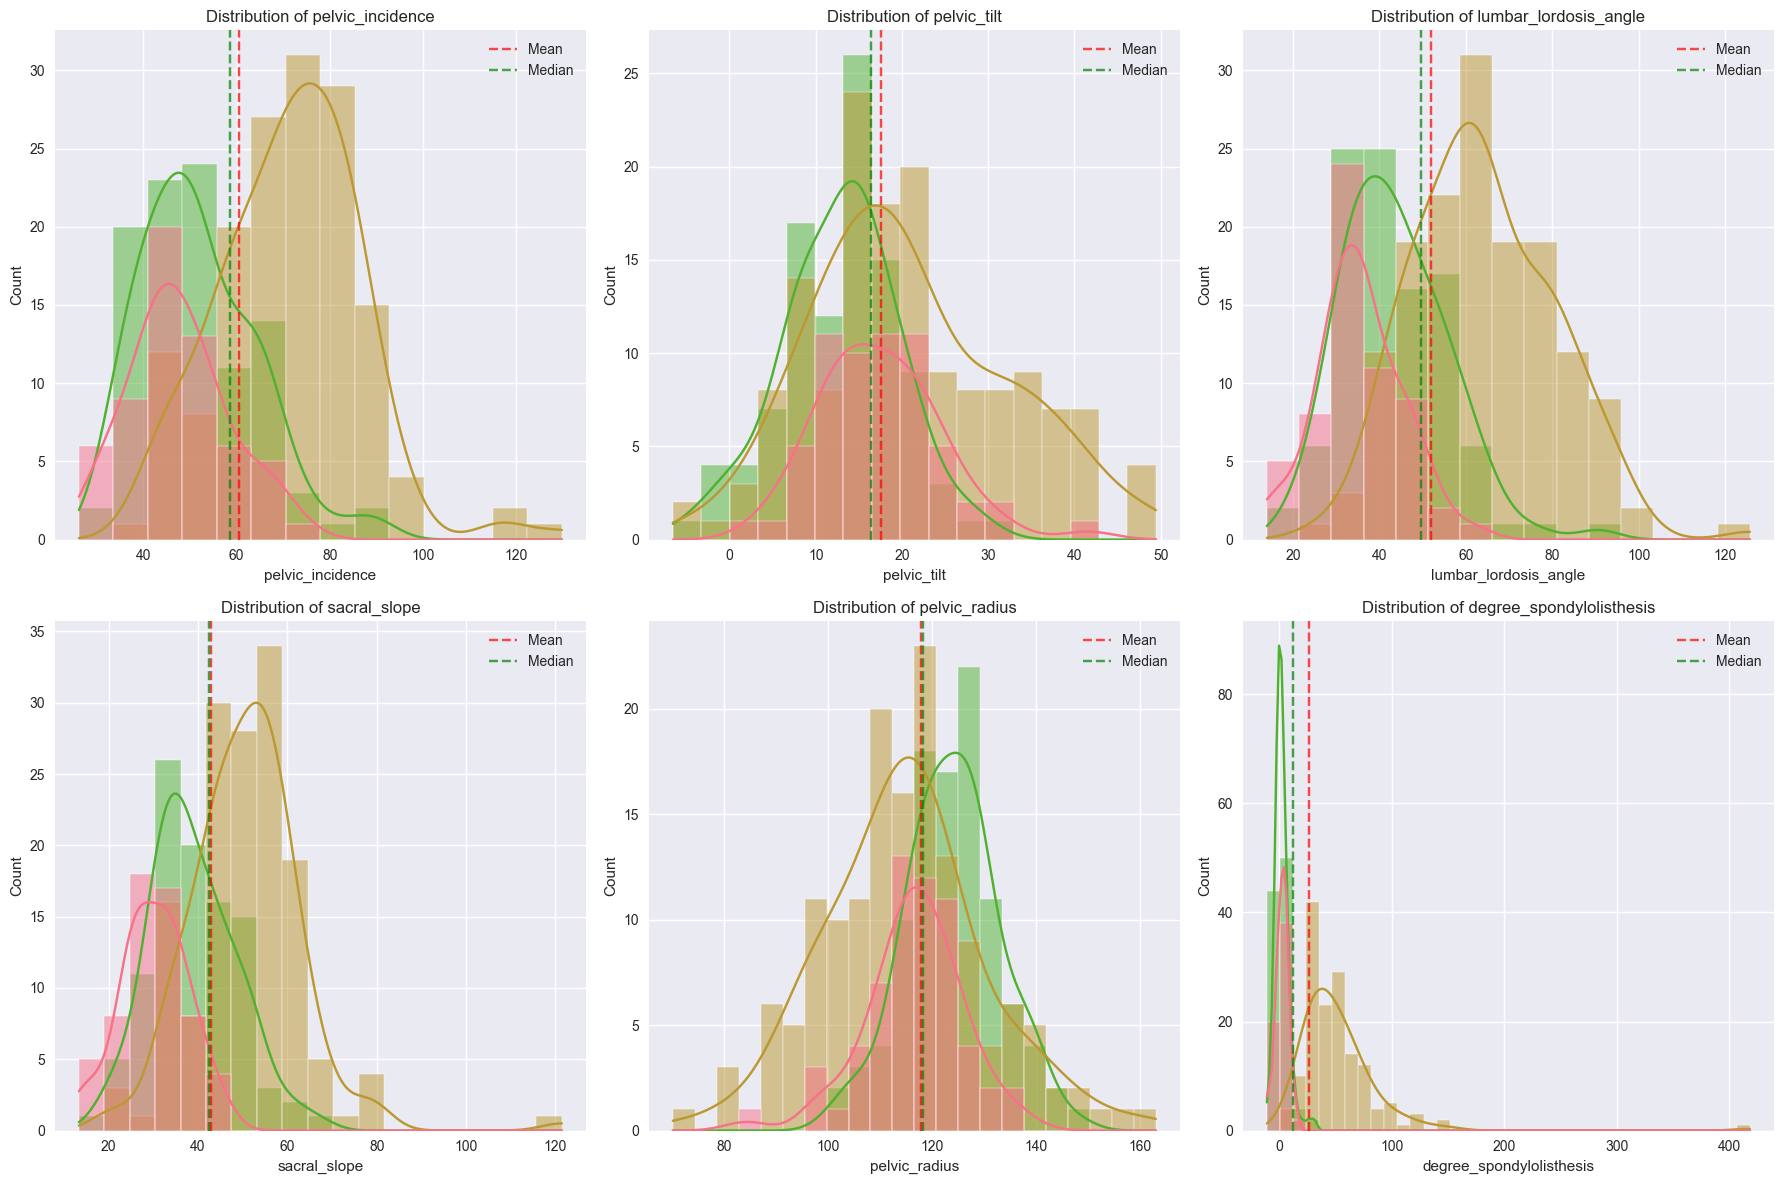 Distribution of pelvic_incidence
Mean
Median
Count
30
25
20
15
10
5
0
40
60
80
100
120
pelvic_incidence
Distribution of pelvic_tilt
Mean
Median
Count
25
20
15
10
5
0
0
10
20
30
40
50
pelvic_tilt
Distribution of lumbar_lordosis_angle
Mean
Median
Count
30
25
20
15
10
5
0
20
40
60
80
100
120
lumbar_lordosis_angle
Distribution of sacral_slope
Mean
Median
Count
35
30
25
20
15
10
5
0
20
40
60
80
100
120
sacral_slope
Distribution of pelvic_radius
Mean
Median
Count
20
15
10
5
0
80
100
120
140
160
pelvic_radius
Distribution of degree_spondylolisthesis
Mean
Median
Count
80
60
40
20
0
0
100
200
300
400
degree_spondylolisthesis